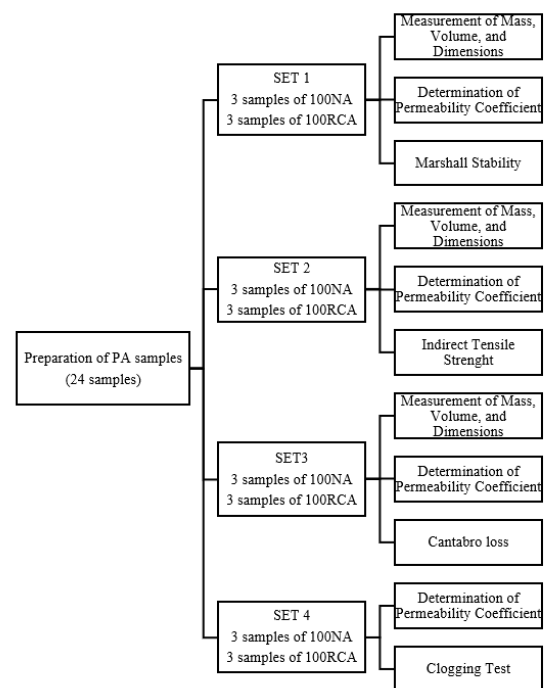 Preparation of PA samples
(24 samples)
SET 1
3 samples of 100NA
3 samples of 100RCA
Measurement of Mass,
Volume, and
Dimensions
Determination of
Permeability Coefficient
Marshall Stability
SET 2
3 samples of 100NA
3 samples of 100RCA
Measurement of Mass,
Volume, and
Dimensions
Determination of
Permeability Coefficient
Indirect Tensile
Strenght
SET3
3 samples of 100NA
3 samples of 100RCA
Measurement of Mass,
Volume, and
Dimensions
Determination of
Permeability Coefficient
Cantabro loss
SET 4
3 samples of 100NA
3 samples of 100RCA
Determination of
Permeability Coefficient
Clogging Test